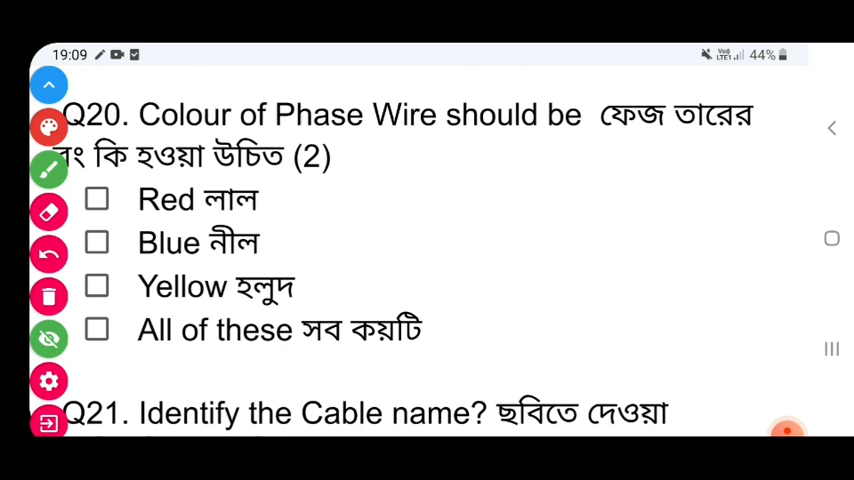 19:09 44%
Q20. Colour of Phase Wire should be ফেজ তারের
রং কি হওয়া উচিত (2)
Red লাল
Blue নীল
Yellow হলুদ
All of these সব কয়টি
Q21. Identify the Cable name? ছবিতে দেওয়া